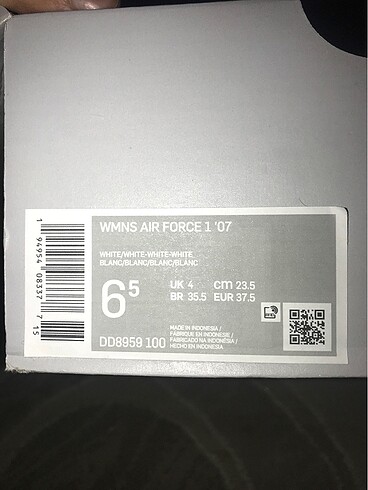 WMNS AIR FORCE 1 '07
WHITE/WHITE-WHITE-WHITE
BLANC/BLANC/BLANC/BLANC
6⁵
UK 4 cm 23.5
BR 35.5 EUR 37.5
DD8959 100
MADE IN INDONESIA /
FABRIQUÉ EN INDONÉSIE /
FABRICADO NA INDONÉSIA /
HECHO EN INDONESIA
1 94954 08337 7 15